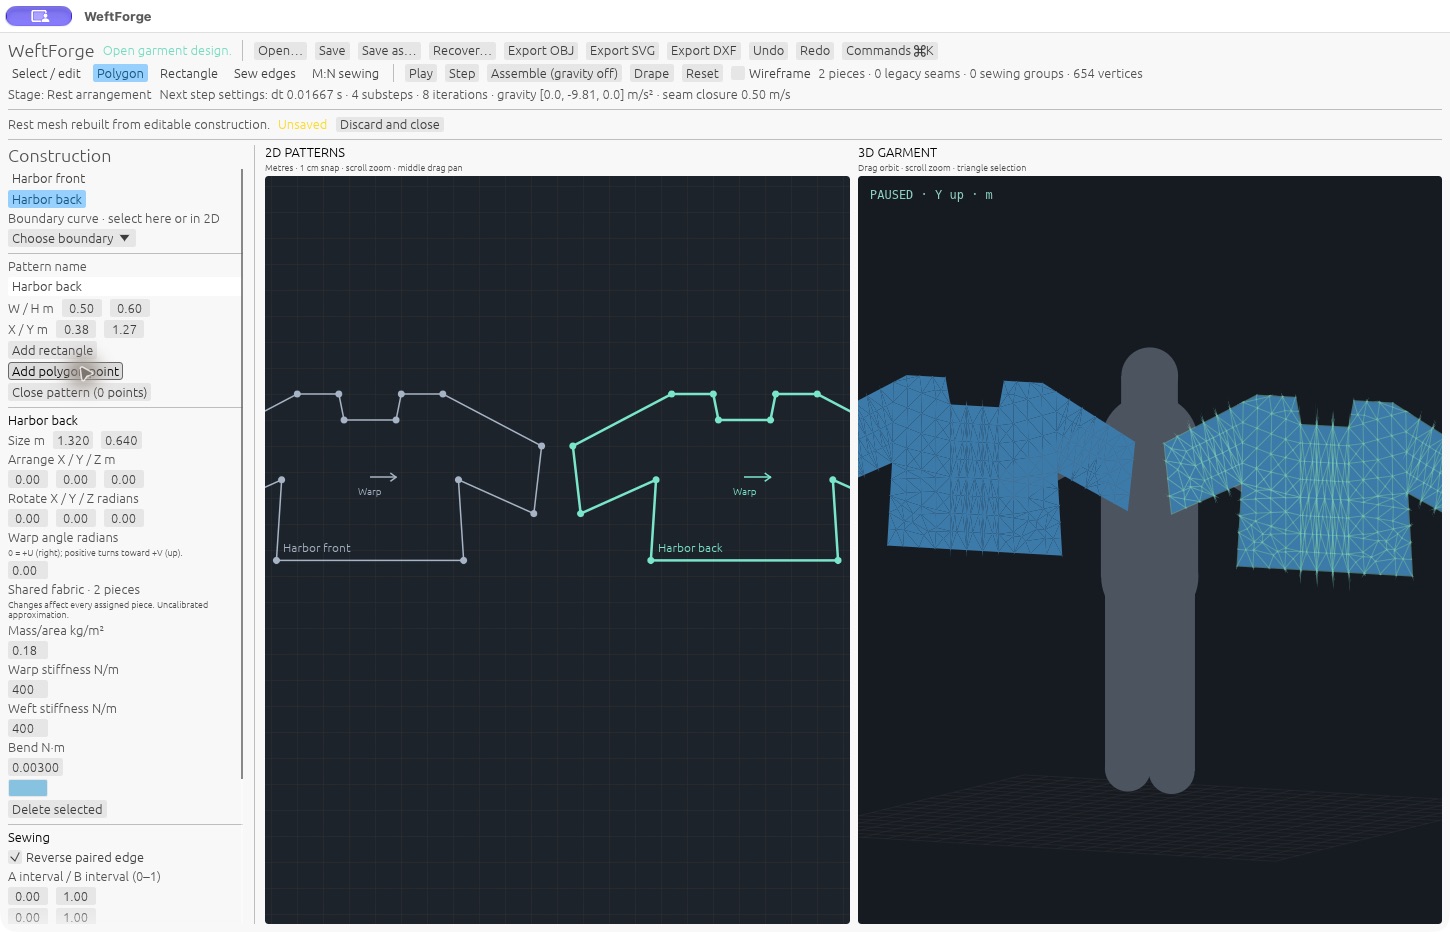 WeftForge
WeftForge Open garment design. Open… Save Save as… Recover… Export OBJ Export SVG Export DXF Undo Redo Commands ⌘K
Select / edit Polygon Rectangle Sew edges M:N sewing Play Step Assemble (gravity off) Drape Reset Wireframe 2 pieces · 0 legacy seams · 0 sewing groups · 654 vertices
Stage: Rest arrangement Next step settings: dt 0.01667 s · 4 substeps · 8 iterations · gravity [0.0, -9.81, 0.0] m/s² · seam closure 0.50 m/s
Rest mesh rebuilt from editable construction. Unsaved Discard and close
Construction
Harbor front
Harbor back
Boundary curve · select here or in 2D
Choose boundary
Pattern name
Harbor back
W / H m 0.50 0.60
X / Y m 0.38 1.27
Add rectangle
Add polygon point
Close pattern (0 points)
Harbor back
Size m 1.320 0.640
Arrange X / Y / Z m
0.00 0.00 0.00
Rotate X / Y / Z radians
0.00 0.00 0.00
Warp angle radians
0 = +U (right); positive turns toward +V (up).
0.00
Shared fabric · 2 pieces
Changes affect every assigned piece. Uncalibrated
approximation.
Mass/area kg/m²
0.18
Warp stiffness N/m
400
Weft stiffness N/m
400
Bend N·m
0.00300
Delete selected
Sewing
Reverse paired edge
A interval / B interval (0–1)
0.00 1.00
0.00 1.00
2D PATTERNS
Metres · 1 cm snap · scroll zoom · middle drag pan
Warp
Harbor front
Warp
Harbor back
3D GARMENT
Drag orbit · scroll zoom · triangle selection
PAUSED · Y up · m